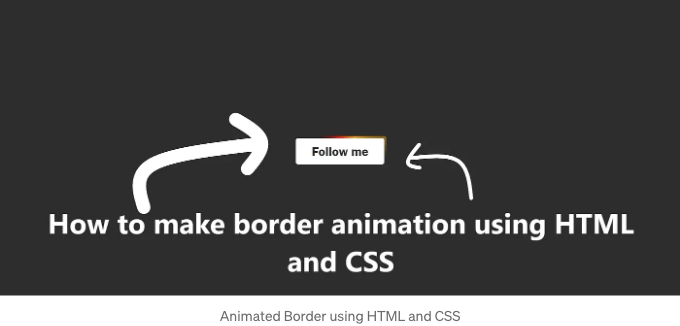 Follow me
How to make border animation using HTML
and CSS
Animated Border using HTML and CSS